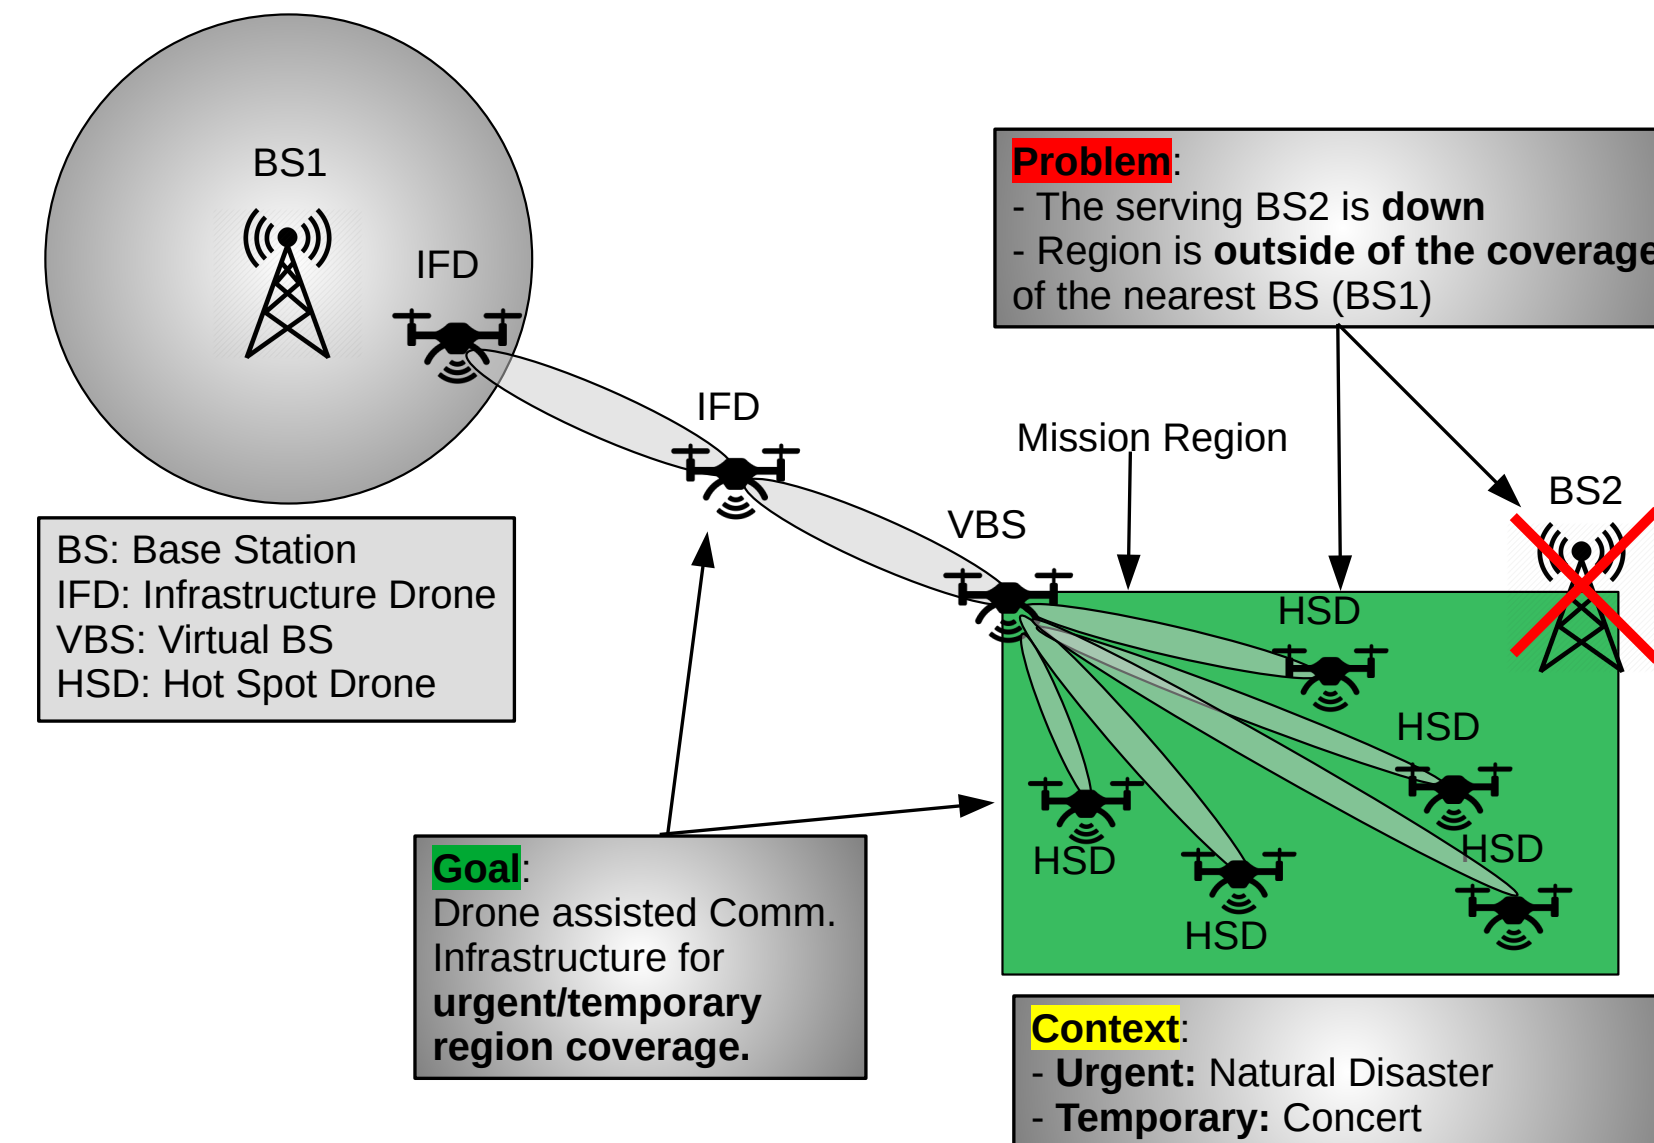 BS1
IFD
Problem:
- The serving BS2 is down
- Region is outside of the coverage
of the nearest BS (BS1)
IFD
Mission Region
BS2
VBS
BS: Base Station
IFD: Infrastructure Drone
VBS: Virtual BS
HSD: Hot Spot Drone
HSD
HSD
HSD
HSD
HSD
Goal:
Drone assisted Comm.
Infrastructure for
urgent/temporary
region coverage.
Context:
- Urgent: Natural Disaster
- Temporary: Concert